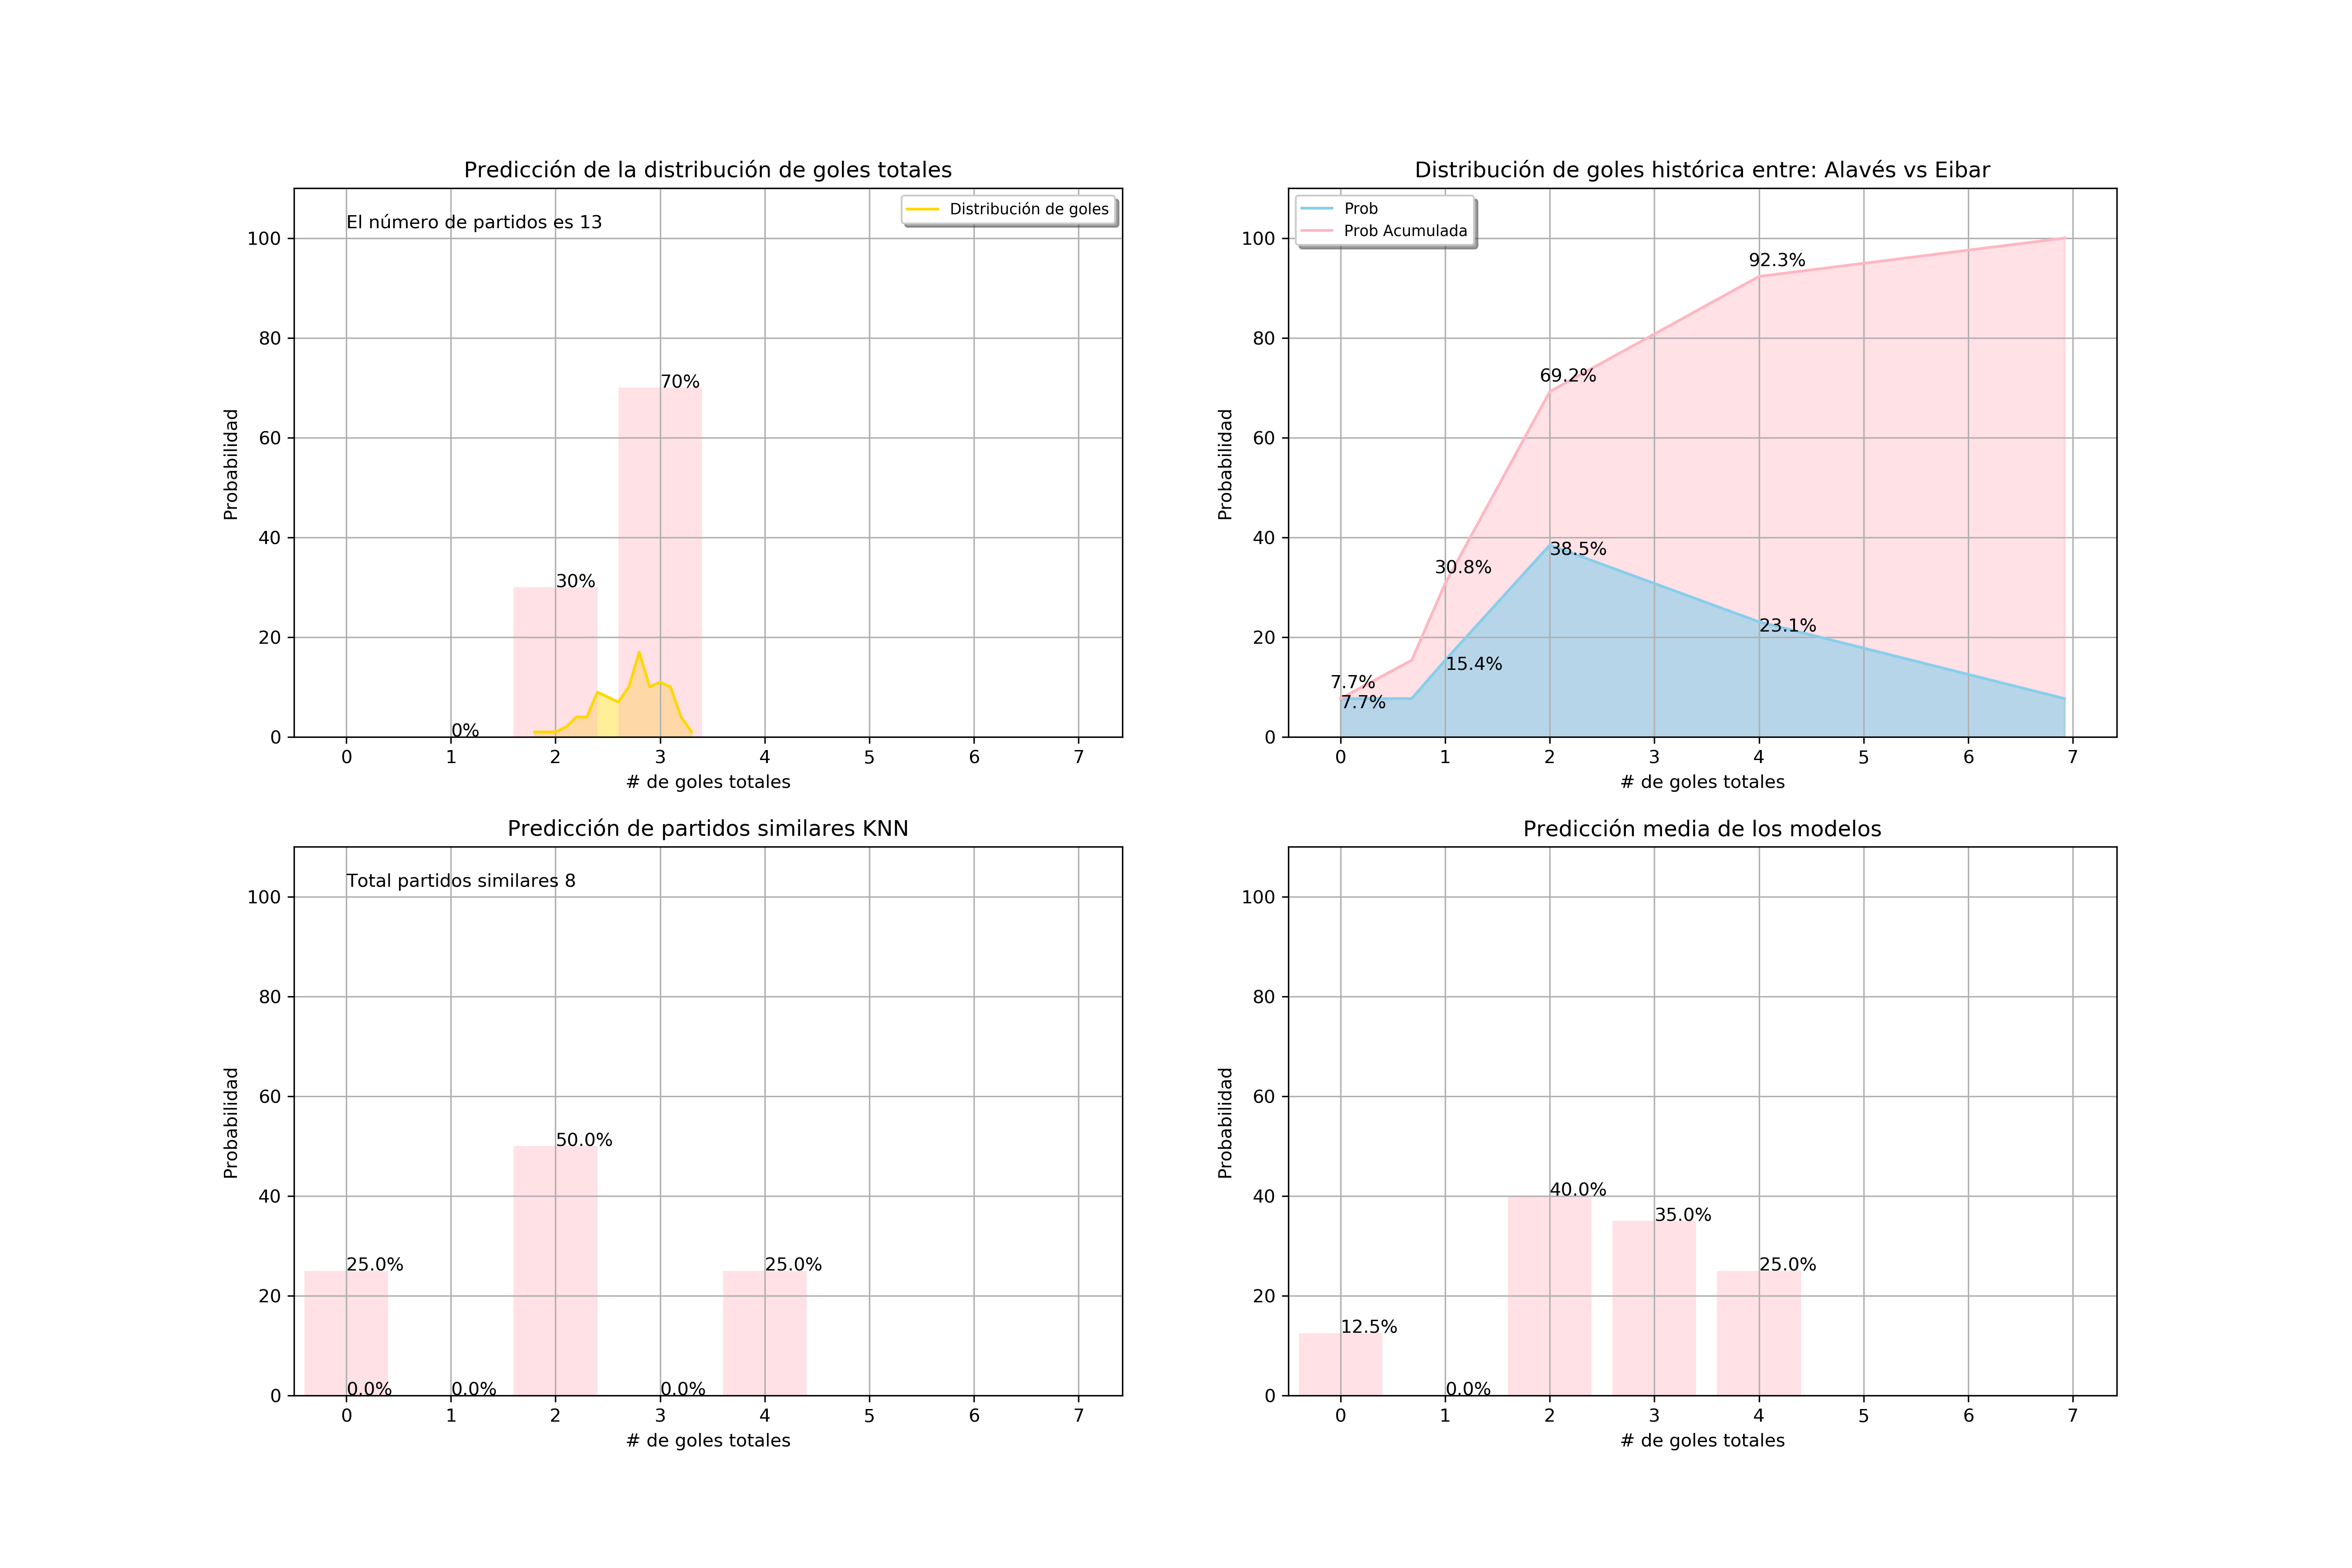 Predicción de la distribución de goles totales
El número de partidos es 13
Distribución de goles
100
80
60
40
20
0
Probabilidad
70%
30%
0%
0 1 2 3 4 5 6 7
# de goles totales
Distribución de goles histórica entre: Alavés vs Eibar
Prob
Prob Acumulada
100
80
60
40
20
0
Probabilidad
92.3%
69.2%
38.5%
30.8%
23.1%
15.4%
7.7%
7.7%
0 1 2 3 4 5 6 7
# de goles totales
Predicción de partidos similares KNN
Total partidos similares 8
100
80
60
40
20
0
Probabilidad
50.0%
25.0%
25.0%
0.0%
0.0%
0.0%
0 1 2 3 4 5 6 7
# de goles totales
Predicción media de los modelos
100
80
60
40
20
0
Probabilidad
40.0%
35.0%
25.0%
12.5%
0.0%
0 1 2 3 4 5 6 7
# de goles totales